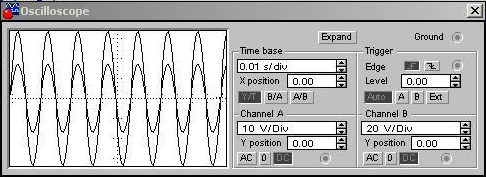 Oscilloscope
Expand
Ground
Time base
0.01 s/div
X position 0.00
Y/T B/A A/B
Trigger
Edge
Level 0.00
Auto A B Ext
Channel A
10 V/Div
Y position 0.00
AC 0 DC
Channel B
20 V/Div
Y position 0.00
AC 0 DC